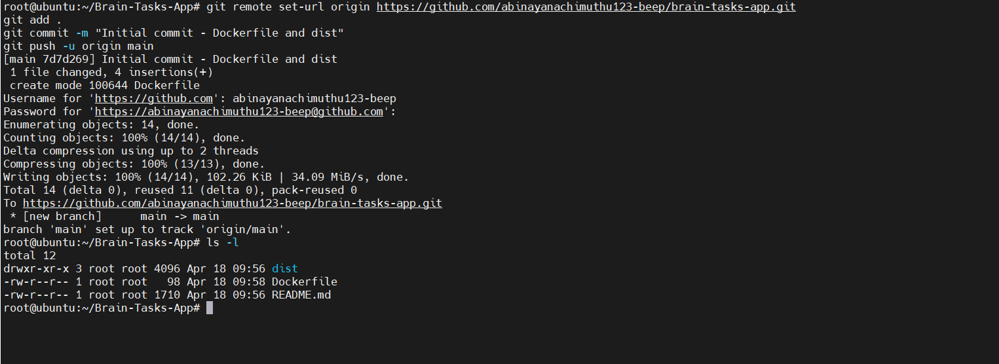 root@ubuntu:~/Brain-Tasks-App# git remote set-url origin https://github.com/abinayanachimuthu123-beep/brain-tasks-app.git
git add .
git commit -m "Initial commit - Dockerfile and dist"
git push -u origin main
[main 7d7d269] Initial commit - Dockerfile and dist
 1 file changed, 4 insertions(+)
 create mode 100644 Dockerfile
Username for 'https://github.com': abinayanachimuthu123-beep
Password for 'https://abinayanachimuthu123-beep@github.com':
Enumerating objects: 14, done.
Counting objects: 100% (14/14), done.
Delta compression using up to 2 threads
Compressing objects: 100% (13/13), done.
Writing objects: 100% (14/14), 102.26 KiB | 34.09 MiB/s, done.
Total 14 (delta 0), reused 11 (delta 0), pack-reused 0
To https://github.com/abinayanachimuthu123-beep/brain-tasks-app.git
 * [new branch]      main -> main
branch 'main' set up to track 'origin/main'.
root@ubuntu:~/Brain-Tasks-App# ls -l
total 12
drwxr-xr-x 3 root root 4096 Apr 18 09:56 dist
-rw-r--r-- 1 root root   98 Apr 18 09:58 Dockerfile
-rw-r--r-- 1 root root 1710 Apr 18 09:56 README.md
root@ubuntu:~/Brain-Tasks-App#